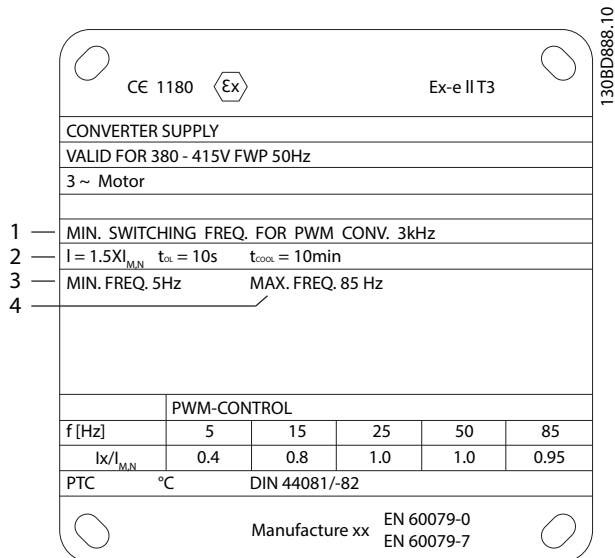 130BD888.10
CE 1180 Ex Ex-e ll T3
CONVERTER SUPPLY
VALID FOR 380 - 415V FWP 50Hz
3 ~ Motor
1 MIN. SWITCHING FREQ. FOR PWM CONV. 3kHz
2 I = 1.5XI M,N tOL = 10s tCOOL = 10min
3 MIN. FREQ. 5Hz MAX. FREQ. 85 Hz
4
PWM-CONTROL
f [Hz] 5 15 25 50 85
Ix/I M,N 0.4 0.8 1.0 1.0 0.95
PTC °C DIN 44081/-82
Manufacture xx EN 60079-0
EN 60079-7